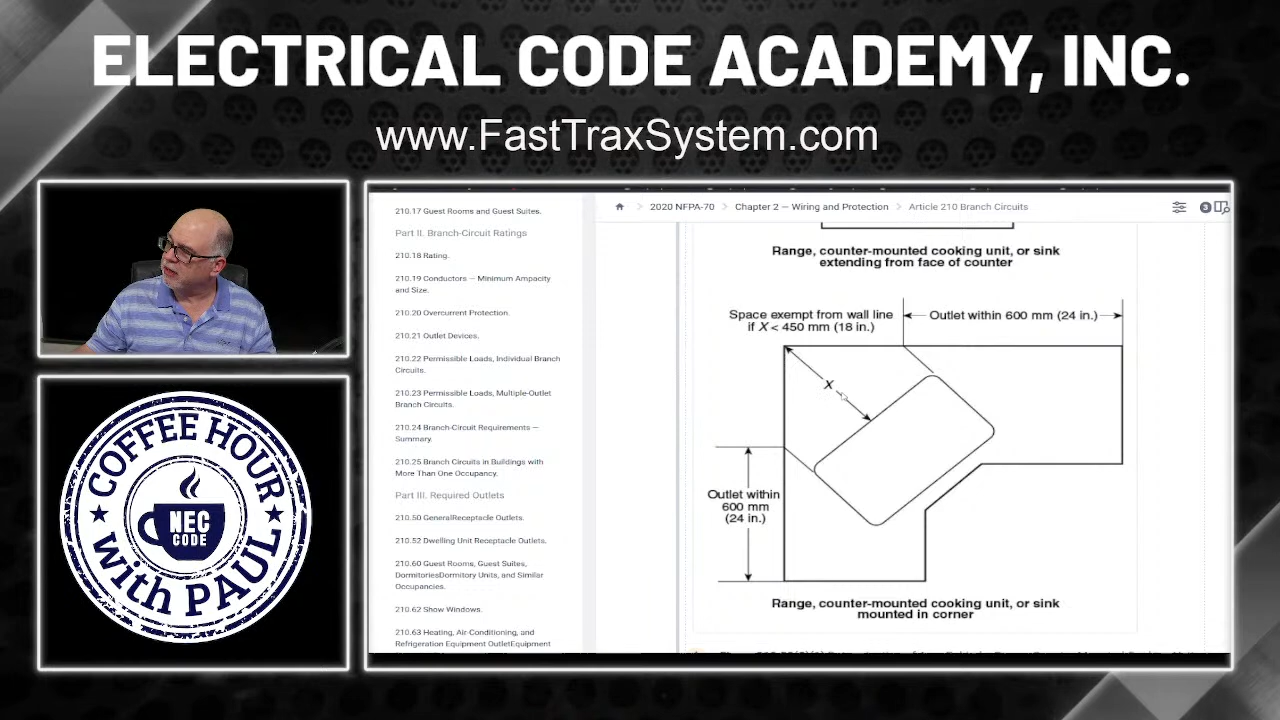 ELECTRICAL CODE ACADEMY, INC.
www.FastTraxSystem.com
COFFEE HOUR
NEC
CODE
with PAUL
210.17 Guest Rooms and Guest Suites.
Part II. Branch-Circuit Ratings
210.18 Rating.
210.19 Conductors — Minimum Ampacity
and Size.
210.20 Overcurrent Protection.
210.21 Outlet Devices.
210.22 Permissible Loads, Individual Branch
Circuits.
210.23 Permissible Loads, Multiple-Outlet
Branch Circuits.
210.24 Branch-Circuit Requirements —
Summary.
210.25 Branch Circuits in Buildings with
More Than One Occupancy.
Part III. Required Outlets
210.50 GeneralReceptacle Outlets.
210.52 Dwelling Unit Receptacle Outlets.
210.60 Guest Rooms, Guest Suites,
DormitoriesDormitory Units, and Similar
Occupancies.
210.62 Show Windows.
210.63 Heating, Air-Conditioning, and
Refrigeration Equipment OutletEquipment
2020 NFPA-70 > Chapter 2 — Wiring and Protection > Article 210 Branch Circuits
3
Range, counter-mounted cooking unit, or sink
extending from face of counter
Space exempt from wall line
if X < 450 mm (18 in.)
Outlet within 600 mm (24 in.)
X
Outlet within
600 mm
(24 in.)
Range, counter-mounted cooking unit, or sink
mounted in corner